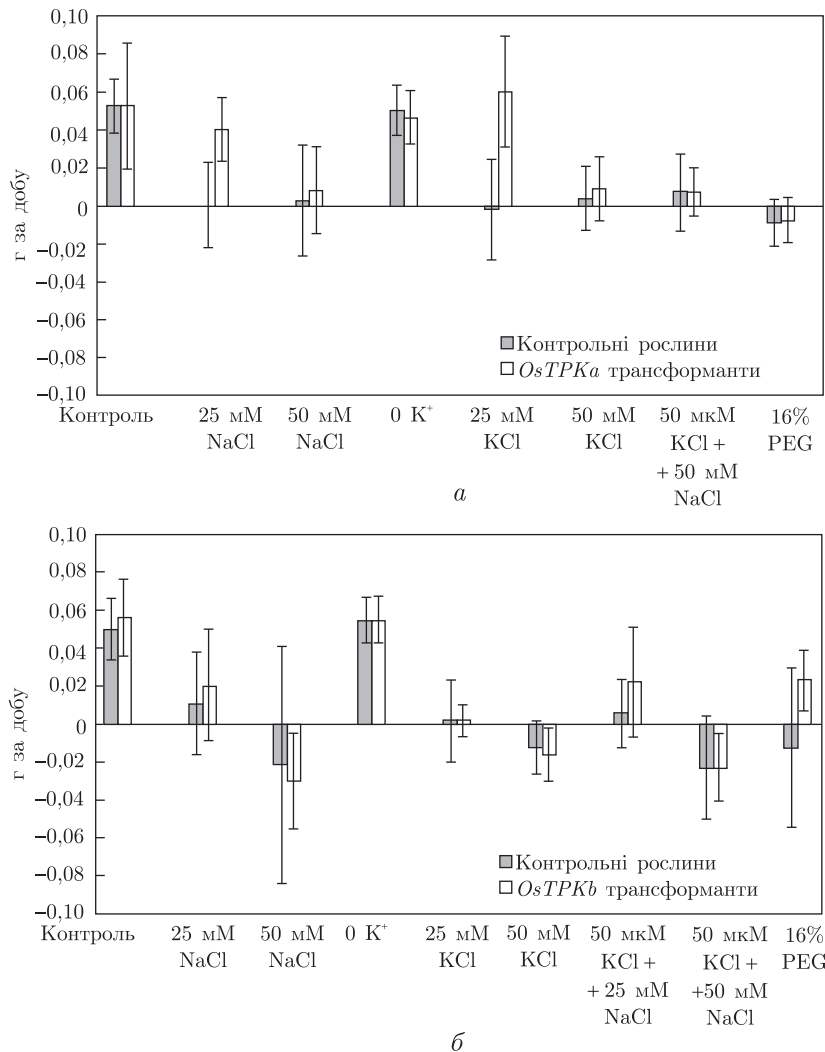 0,10
0,08
0,06
0,04
0,02
0
−0,02
−0,04
−0,06
−0,08
−0,10
г за добу
Контрольні рослини
OsTPKa трансформанти
Контроль 25 мМ 50 мМ 0 K⁺ 25 мМ 50 мМ 50 мкМ 16%
NaCl NaCl KCl KCl KCl + PEG
+ 50 мМ
NaCl
а
0,10
0,08
0,06
0,04
0,02
0
−0,02
−0,04
−0,06
−0,08
−0,10
г за добу
Контрольні рослини
OsTPKb трансформанти
Контроль 25 мМ 50 мМ 0 K⁺ 25 мМ 50 мМ 50 мкМ 50 мкМ 16%
NaCl NaCl KCl KCl KCl + KCl + PEG
+ 25 мМ +50 мМ
NaCl NaCl
б